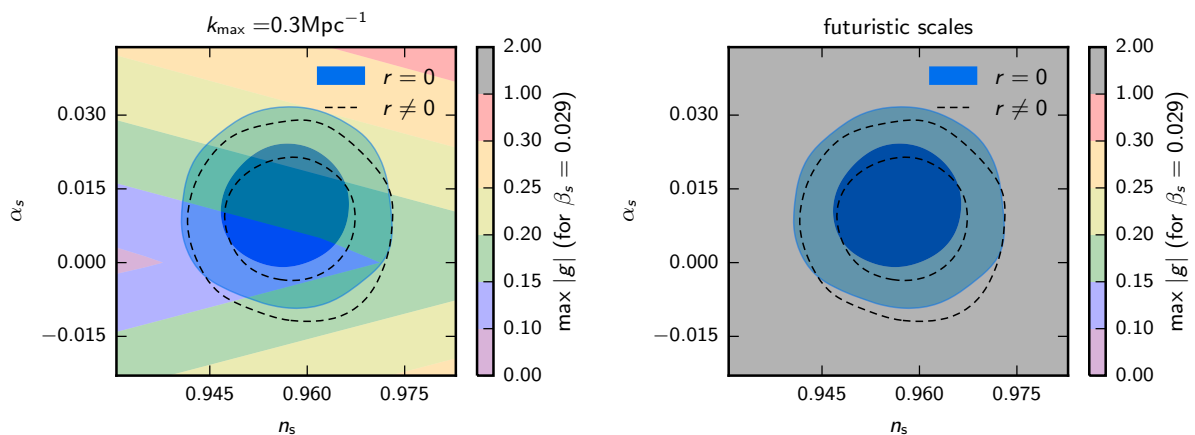 k_max =0.3Mpc⁻¹
r = 0
r ≠ 0
0.030
0.015
0.000
−0.015
α_s
0.945
0.960
0.975
n_s
2.00
1.00
0.30
0.25
0.20
0.15
0.10
0.00
max |g| (for β_s = 0.029)
futuristic scales
r = 0
r ≠ 0
0.030
0.015
0.000
−0.015
α_s
0.945
0.960
0.975
n_s
2.00
1.00
0.30
0.25
0.20
0.15
0.10
0.00
max |g| (for β_s = 0.029)